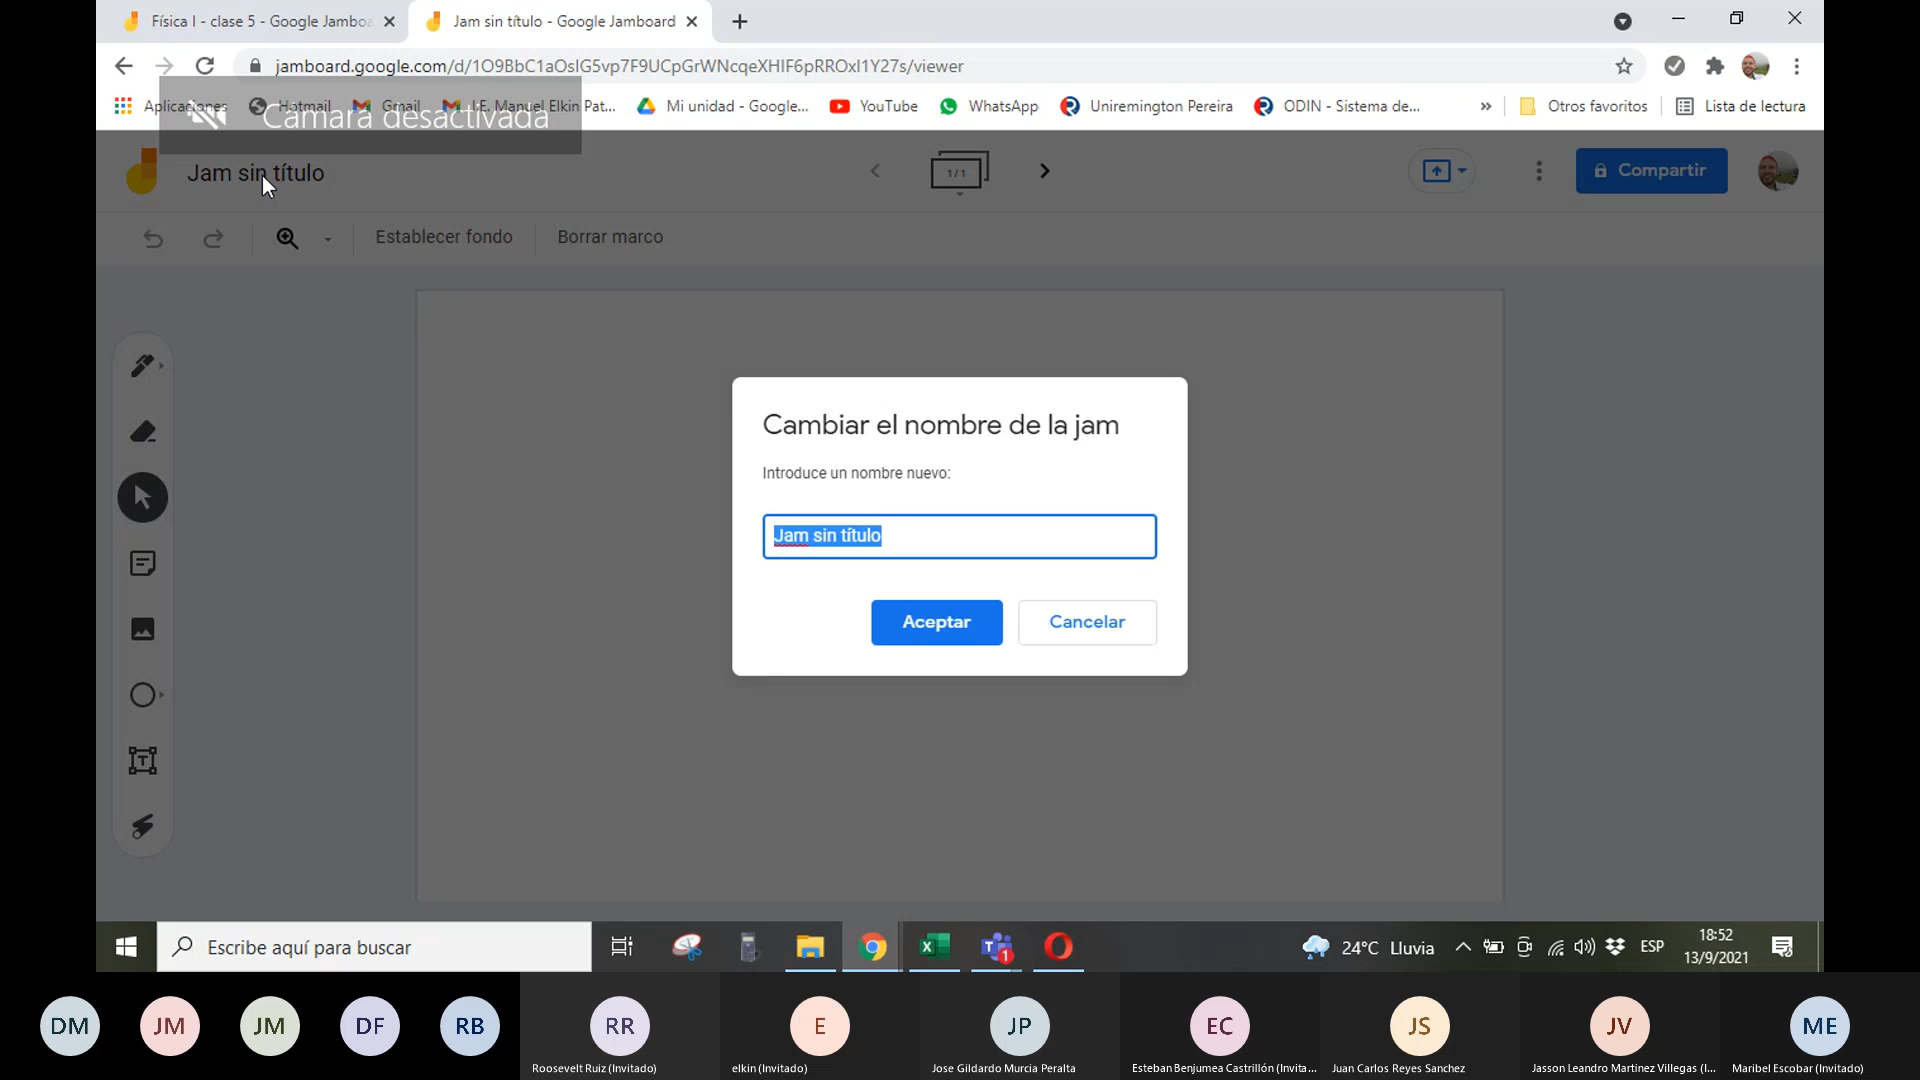 Física I - clase 5 - Google Jamboa
Jam sin título - Google Jamboard
jamboard.google.com/d/1O9BbC1aOsIG5vp7F9UCpGrWNcqeXHIF6pRROxI1Y27s/viewer
Aplicaciones
Hotmail
Gmail
I.E. Manuel Elkin Pat...
Mi unidad - Google...
YouTube
WhatsApp
Uniremington Pereira
ODIN - Sistema de...
»
Otros favoritos
Lista de lectura
Cámara desactivada
Jam sin título
1/1
Compartir
Establecer fondo
Borrar marco
Cambiar el nombre de la jam
Introduce un nombre nuevo:
Jam sin título
Aceptar
Cancelar
Escribe aquí para buscar
1
24°C Lluvia
ESP
18:52
13/9/2021
DM
JM
JM
DF
RB
RR
E
JP
EC
JS
JV
ME
Roosevelt Ruiz (Invitado)
elkin (Invitado)
Jose Gildardo Murcia Peralta
Esteban Benjumea Castrillón (Invita...
Juan Carlos Reyes Sanchez
Jasson Leandro Martinez Villegas (I...
Maribel Escobar (Invitado)